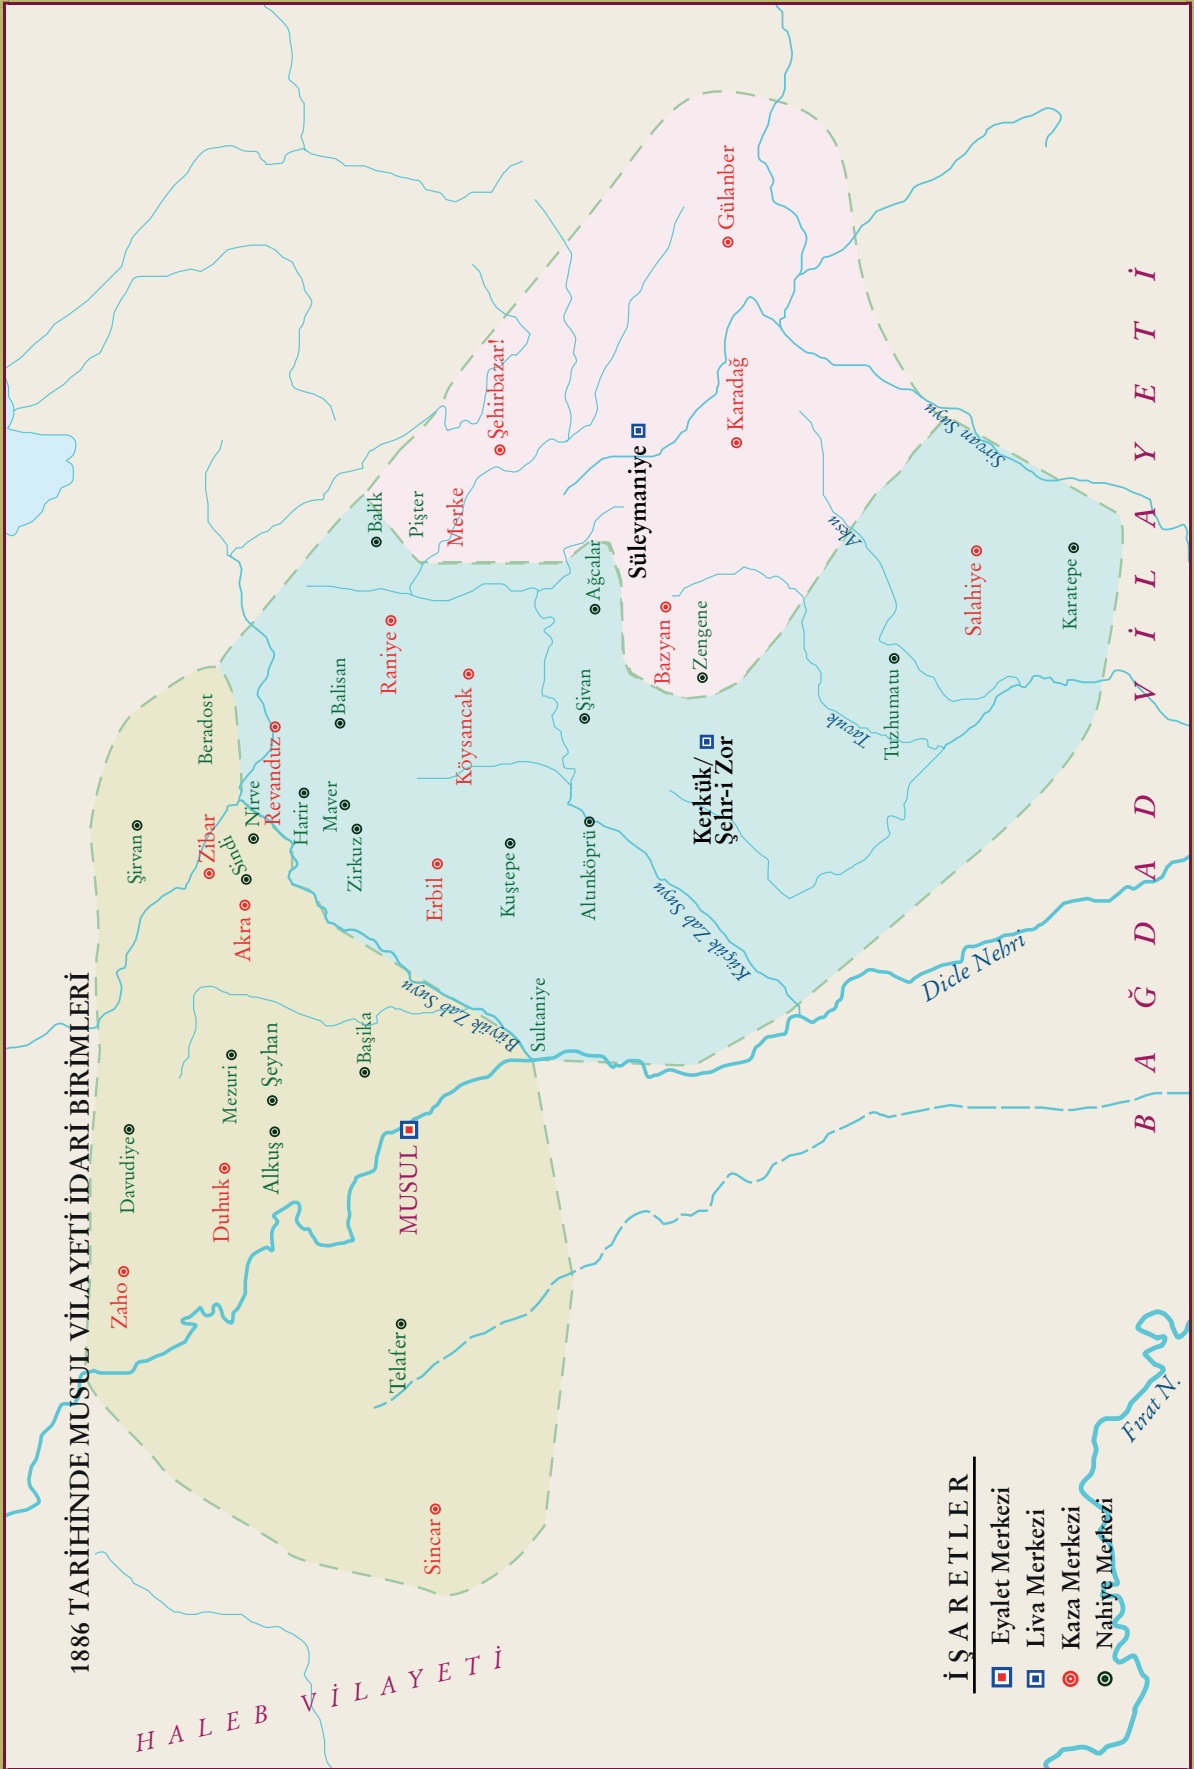 1886 TARİHİNDE MUSUL VİLAYETİ İDARİ BİRİMLERİ
HALEB VİLAYETİ
BAĞDAD VİLAYETİ
Zaho
Davudiye
Şirvan
Beradost
Duhuk
Mezuri
Akra
Zibar
Sindi
Nirve
Revanduz
Alkuş
Şeyhan
Harir
Maver
Balisan
Zirkuz
Başika
Balik
Pişter
Merke
Şehirbazar!
Raniye
Telafer
MUSUL
Sincar
Erbil
Köysancak
Kuştepe
Büyük Zab Suyu
Sultaniye
Altunköprü
Şivan
Ağcalar
Süleymaniye
Gülanber
Karadağ
Bazyan
Zengene
Kerkük/
Şehr-i Zor
Küçük Zab Suyu
Tavuk
Aksu
Sirvan Suyu
Tuzhumatu
Salahiye
Karatepe
Dicle Nehri
Fırat N.
İŞARETLER
Eyalet Merkezi
Liva Merkezi
Kaza Merkezi
Nahiye Merkezi